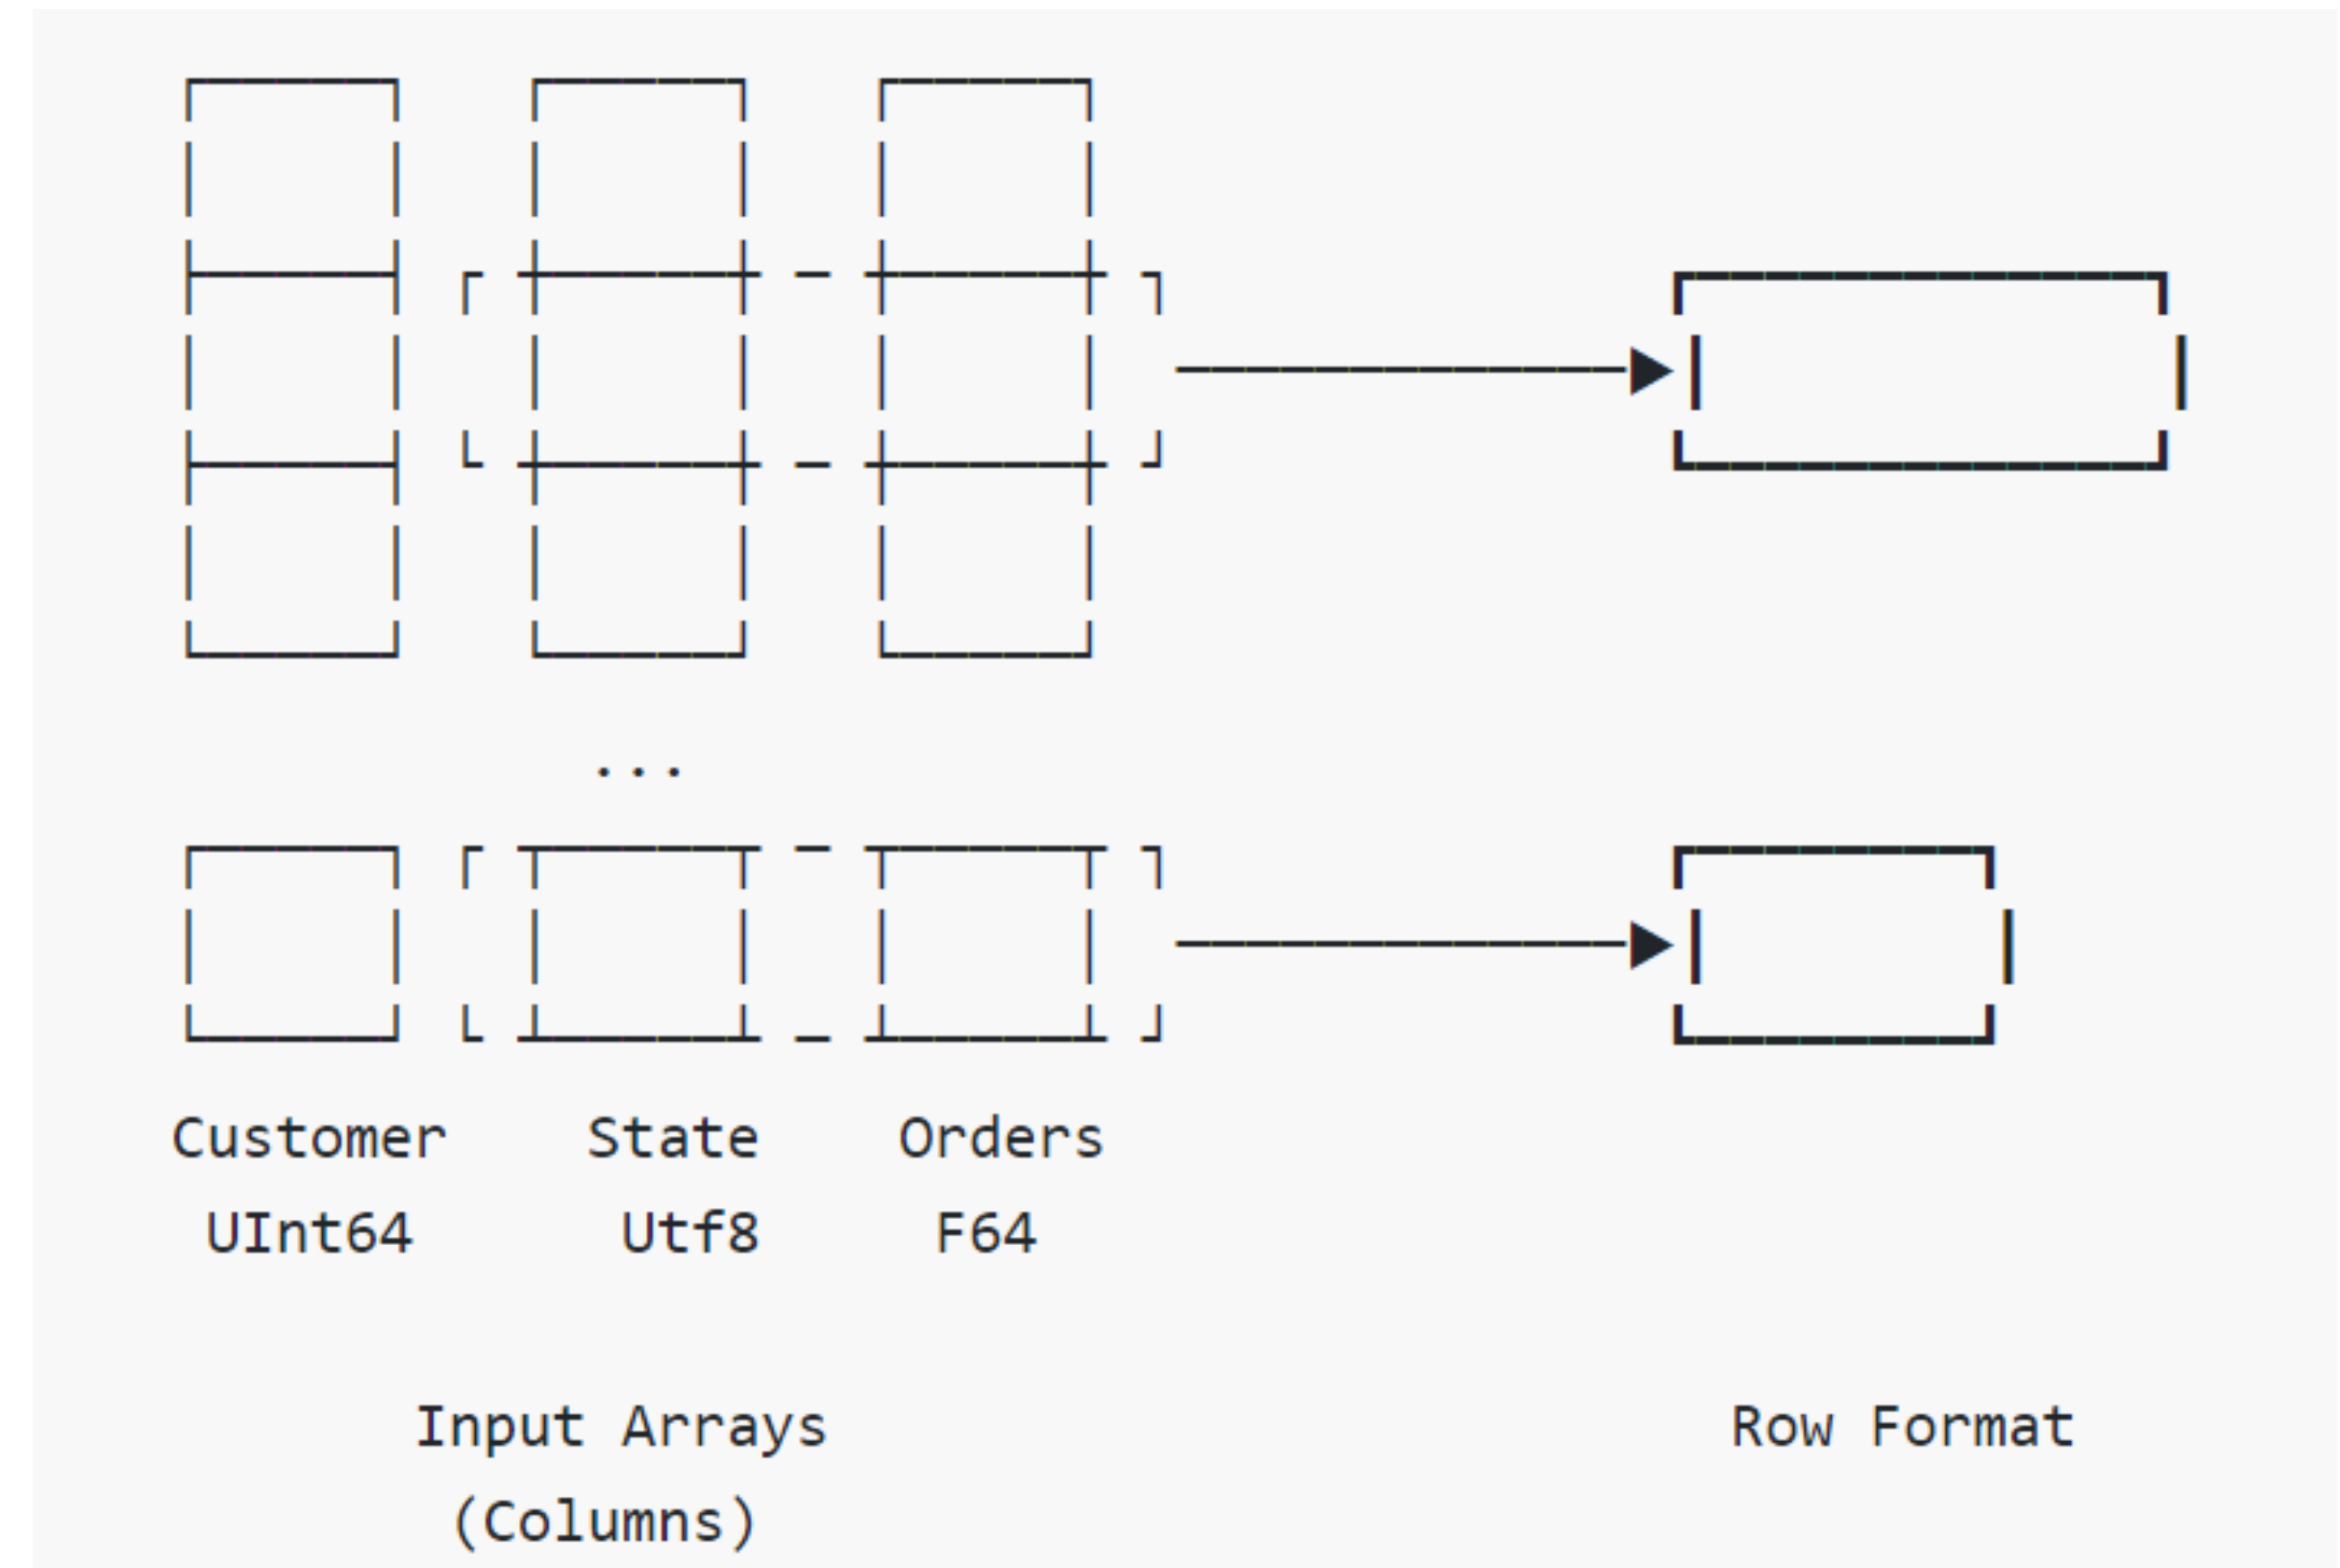 ...
Customer State Orders
UInt64 Utf8 F64
Input Arrays Row Format
(Columns)